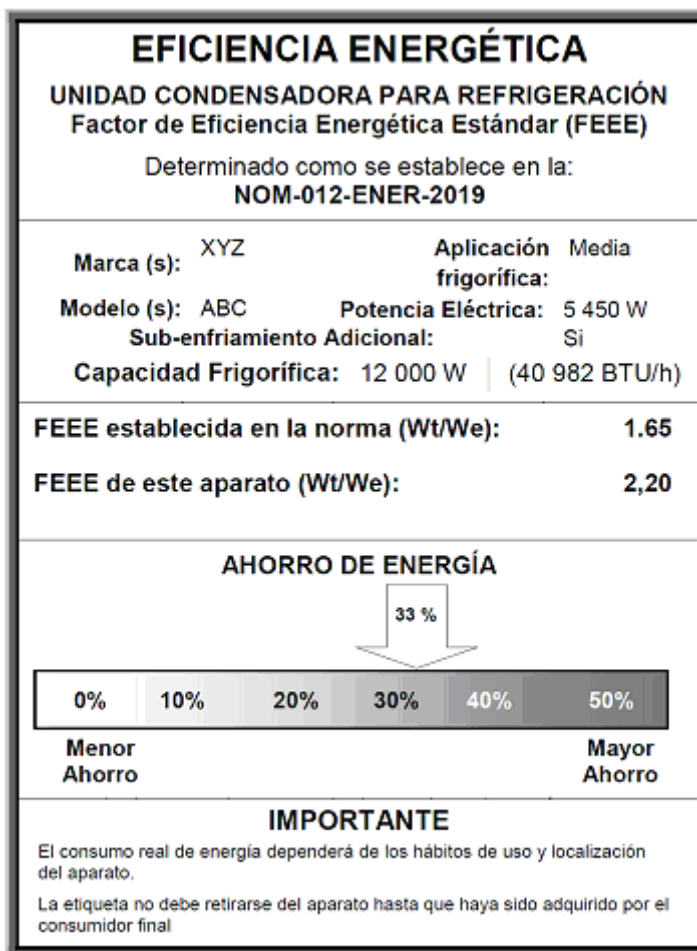 EFICIENCIA ENERGÉTICA
UNIDAD CONDENSADORA PARA REFRIGERACIÓN
Factor de Eficiencia Energética Estándar (FEEE)
Determinado como se establece en la:
NOM-012-ENER-2019
Marca (s): XYZ Aplicación frigorífica: Media
Modelo (s): ABC Potencia Eléctrica: 5 450 W
Sub-enfriamiento Adicional: Si
Capacidad Frigorífica: 12 000 W (40 982 BTU/h)
FEEE establecida en la norma (Wt/We): 1.65
FEEE de este aparato (Wt/We): 2,20
AHORRO DE ENERGÍA
33 %
0% 10% 20% 30% 40% 50%
Menor Ahorro Mayor Ahorro
IMPORTANTE
El consumo real de energía dependerá de los hábitos de uso y localización
del aparato.
La etiqueta no debe retirarse del aparato hasta que haya sido adquirido por el
consumidor final